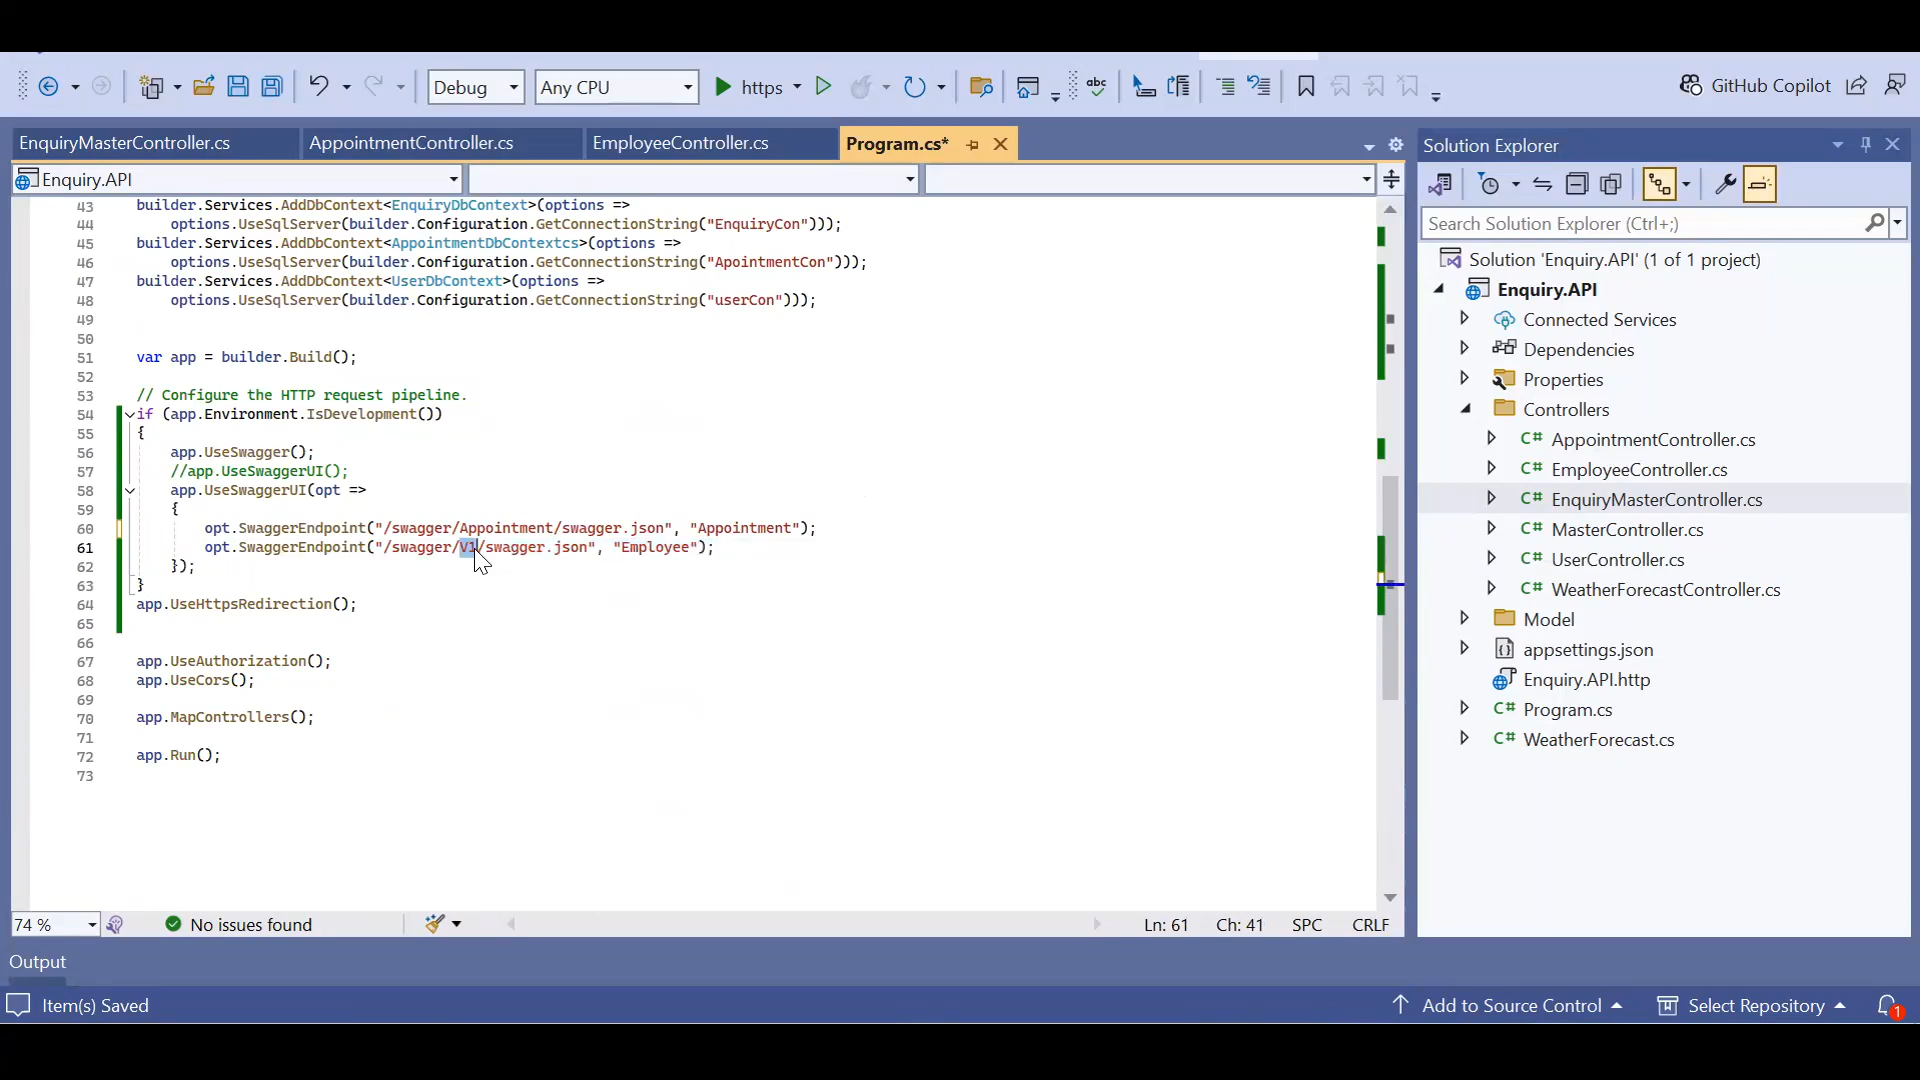 Debug
Any CPU
https
abc
GitHub Copilot
EnquiryMasterController.cs
AppointmentController.cs
EmployeeController.cs
Program.cs*
Enquiry.API
43 builder.Services.AddDbContext<EnquiryDbContext>(options =>
44 options.UseSqlServer(builder.Configuration.GetConnectionString("EnquiryCon")));
45 builder.Services.AddDbContext<AppointmentDbContextcs>(options =>
46 options.UseSqlServer(builder.Configuration.GetConnectionString("ApointmentCon")));
47 builder.Services.AddDbContext<UserDbContext>(options =>
48 options.UseSqlServer(builder.Configuration.GetConnectionString("userCon")));
49
50
51 var app = builder.Build();
52
53 // Configure the HTTP request pipeline.
54 if (app.Environment.IsDevelopment())
55 {
56 app.UseSwagger();
57 //app.UseSwaggerUI();
58 app.UseSwaggerUI(opt =>
59 {
60 opt.SwaggerEndpoint("/swagger/Appointment/swagger.json", "Appointment");
61 opt.SwaggerEndpoint("/swagger/V1/swagger.json", "Employee");
62 });
63 }
64 app.UseHttpsRedirection();
65
66
67 app.UseAuthorization();
68 app.UseCors();
69
70 app.MapControllers();
71
72 app.Run();
73
74 %
No issues found
Ln: 61
Ch: 41
SPC
CRLF
Solution Explorer
Search Solution Explorer (Ctrl+;)
Solution 'Enquiry.API' (1 of 1 project)
Enquiry.API
Connected Services
Dependencies
Properties
Controllers
C# AppointmentController.cs
C# EmployeeController.cs
C# EnquiryMasterController.cs
C# MasterController.cs
C# UserController.cs
C# WeatherForecastController.cs
Model
appsettings.json
Enquiry.API.http
C# Program.cs
C# WeatherForecast.cs
Output
Item(s) Saved
Add to Source Control
Select Repository
1